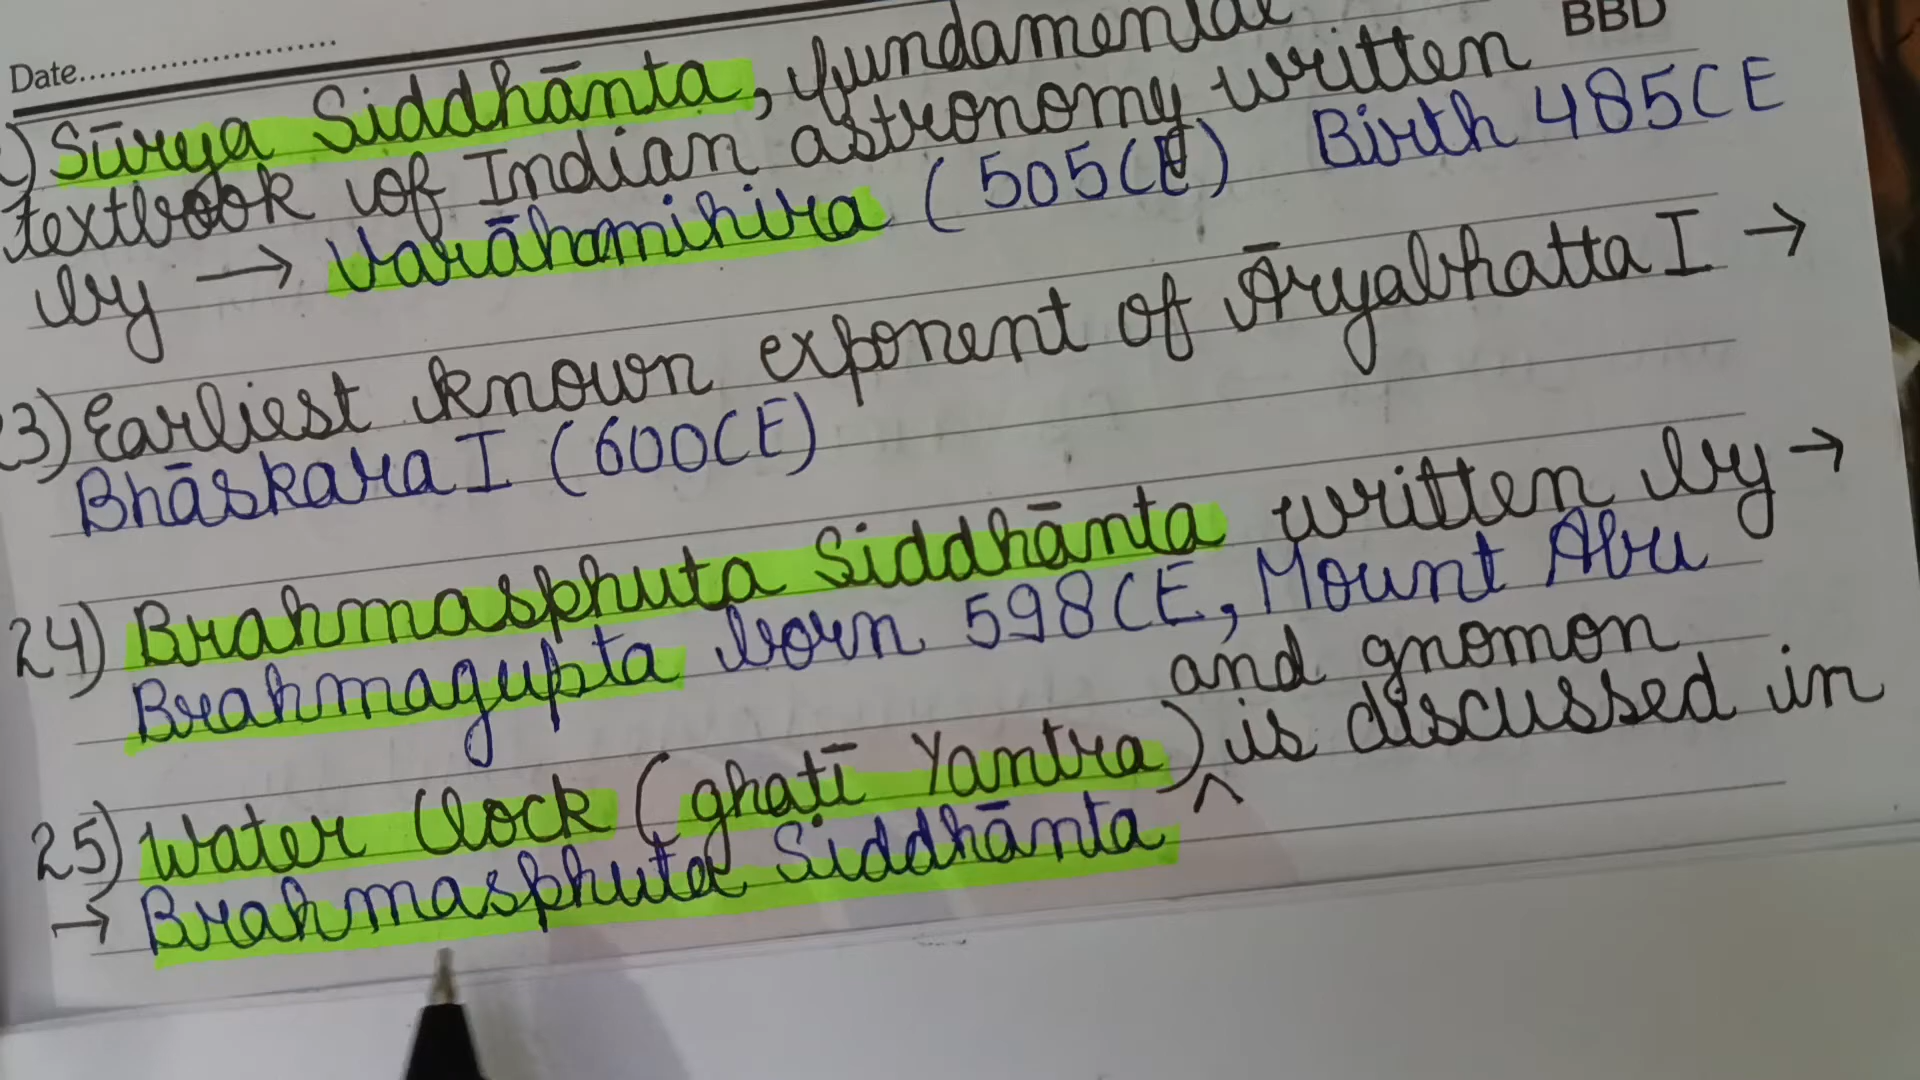 Date
BBD
) Sūrya Siddhānta, fundamental
textbook of Indian astronomy written
by → Varāhamihira (505CE) Birth 485CE
23) Earliest known exponent of Āryabhatta I →
Bhāskara I (600CE)
24) Brahmasphuta Siddhānta written by →
Brahmagupta born 598CE, Mount Abu
and gnomon
25) Water Clock (ghatī Yantra) ^ is discussed in
→ Brahmasphuta Siddhānta